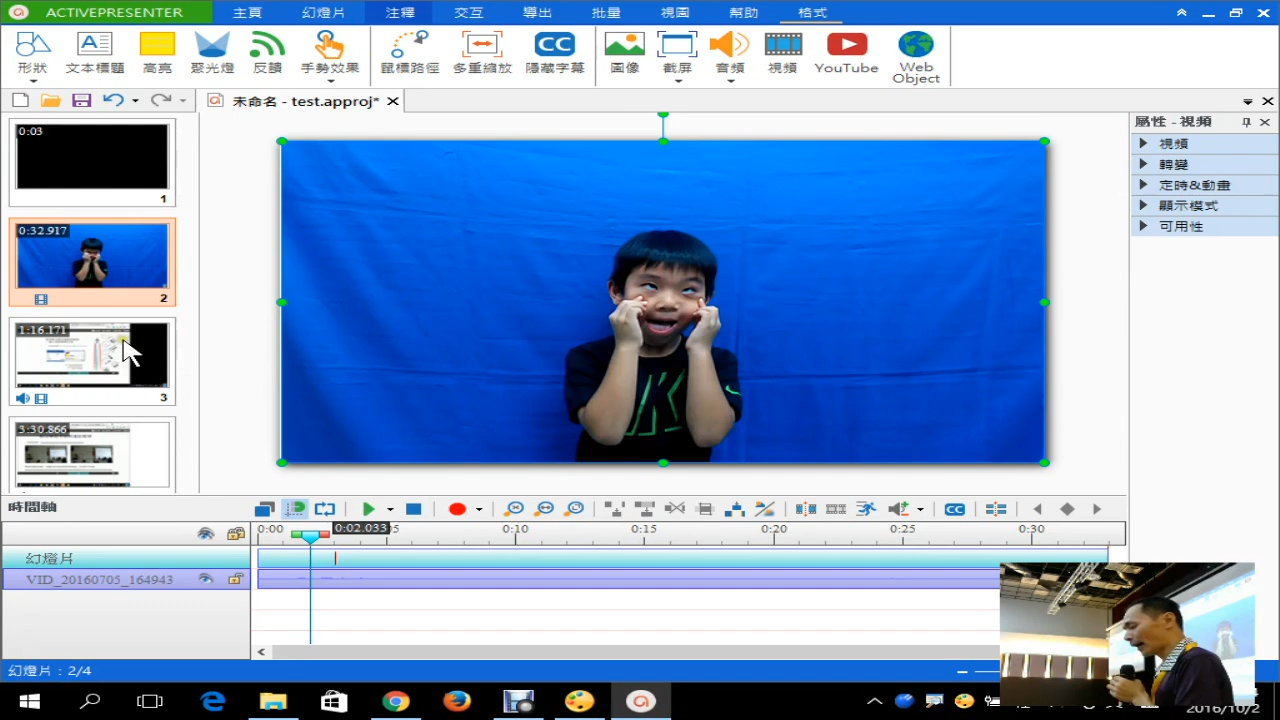 ACTIVEPRESENTER 主頁 幻燈片 注釋 交互 導出 批量 視圖 幫助 格式
形狀 文本標題 高亮 聚光燈 反饋 手勢效果 鼠標路徑 多重縮放 隱藏字幕 圖像 截屏 音頻 視頻 YouTube Web Object
未命名 - test.approj*
0:03
1
0:32.917
2
1:16.171
3
3:30.866
屬性 - 視頻
視頻
轉變
定時&動畫
顯示模式
可用性
時間軸
CC
0:00 0:02.033 5 0:10 0:15 0:20 0:25 0:30
幻燈片
VID_20160705_164943
幻燈片：2/4